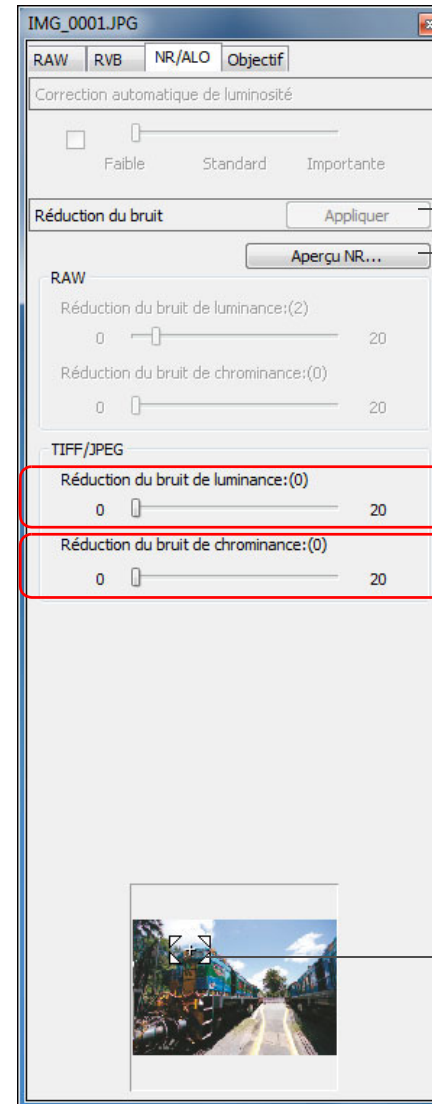 IMG_0001.JPG
RAW RVB NR/ALO Objectif
Correction automatique de luminosité
Faible Standard Importante
Réduction du bruit Appliquer
Aperçu NR...
RAW
Réduction du bruit de luminance:(2)
0 20
Réduction du bruit de chrominance:(0)
0 20
TIFF/JPEG
Réduction du bruit de luminance:(0)
0 20
Réduction du bruit de chrominance:(0)
0 20